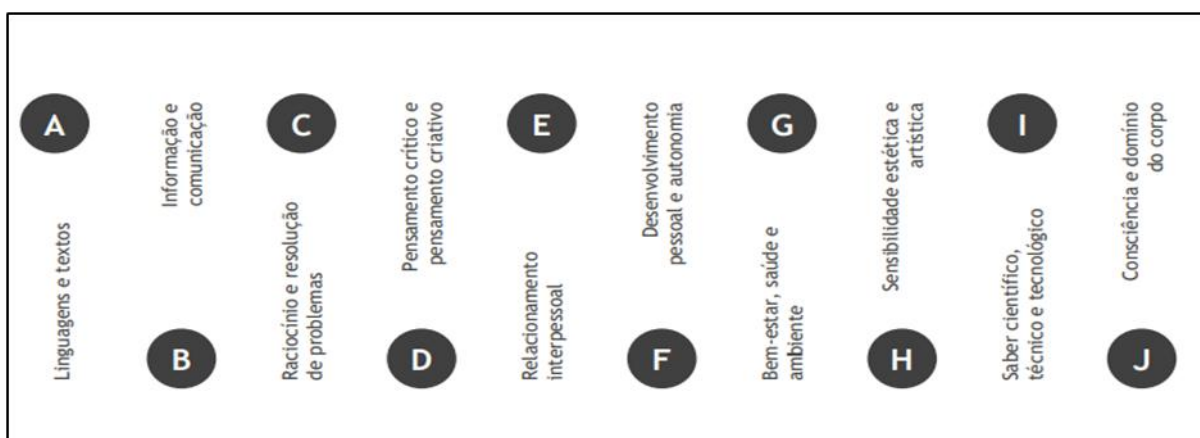 A
Linguagens e textos
B
Informação e
comunicação
C
Raciocínio e resolução
de problemas
D
Pensamento crítico e
pensamento criativo
E
Relacionamento
interpessoal
F
Desenvolvimento
pessoal e autonomia
G
Bem-estar, saúde e
ambiente
H
Sensibilidade estética e
artística
I
Saber científico,
técnico e tecnológico
J
Consciência e domínio
do corpo